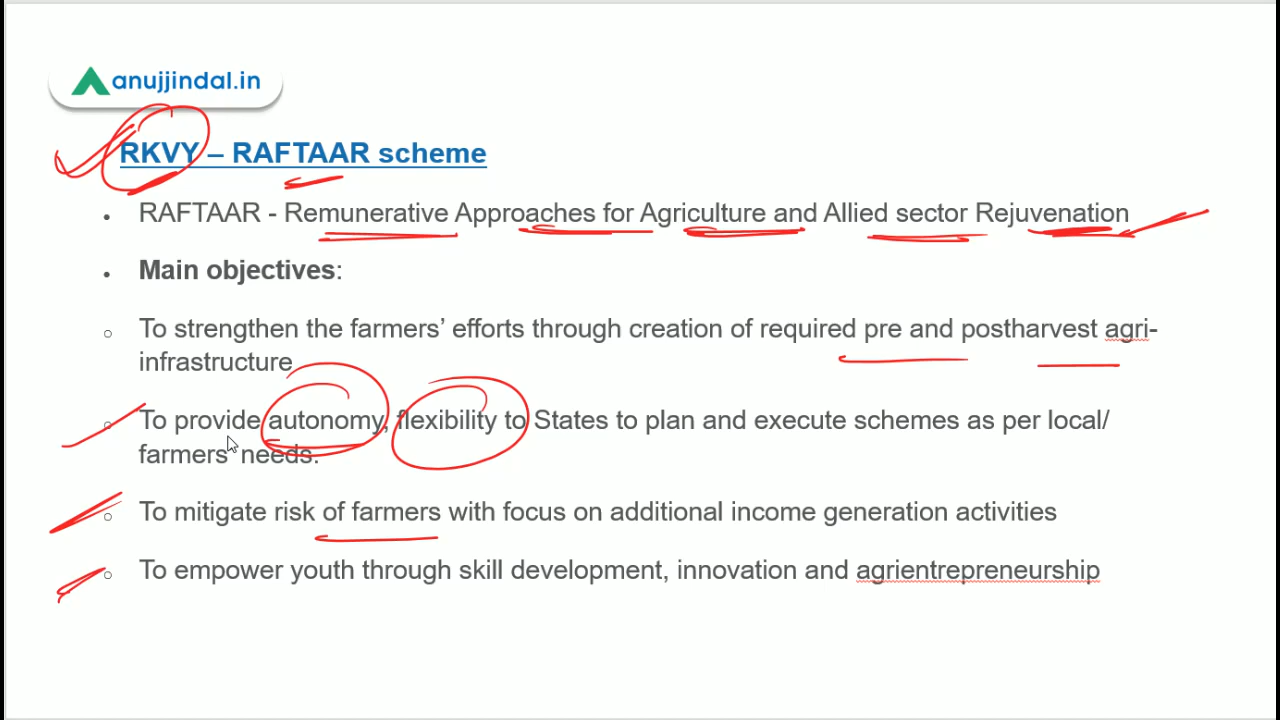 anujjindal.in
RKVY – RAFTAAR scheme
• RAFTAAR - Remunerative Approaches for Agriculture and Allied sector Rejuvenation
• Main objectives:
○ To strengthen the farmers’ efforts through creation of required pre and postharvest agri-
infrastructure
○ To provide autonomy, flexibility to States to plan and execute schemes as per local/
farmers’ needs.
○ To mitigate risk of farmers with focus on additional income generation activities
○ To empower youth through skill development, innovation and agrientrepreneurship